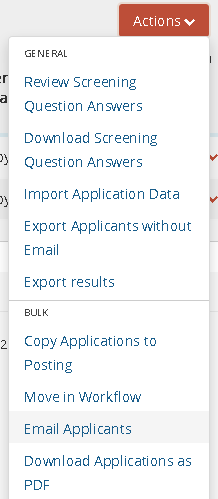 Actions
GENERAL
Review Screening
Question Answers
Download Screening
Question Answers
Import Application Data
Export Applicants without
Email
Export results
BULK
Copy Applications to
Posting
Move in Workflow
Email Applicants
Download Applications as
PDF